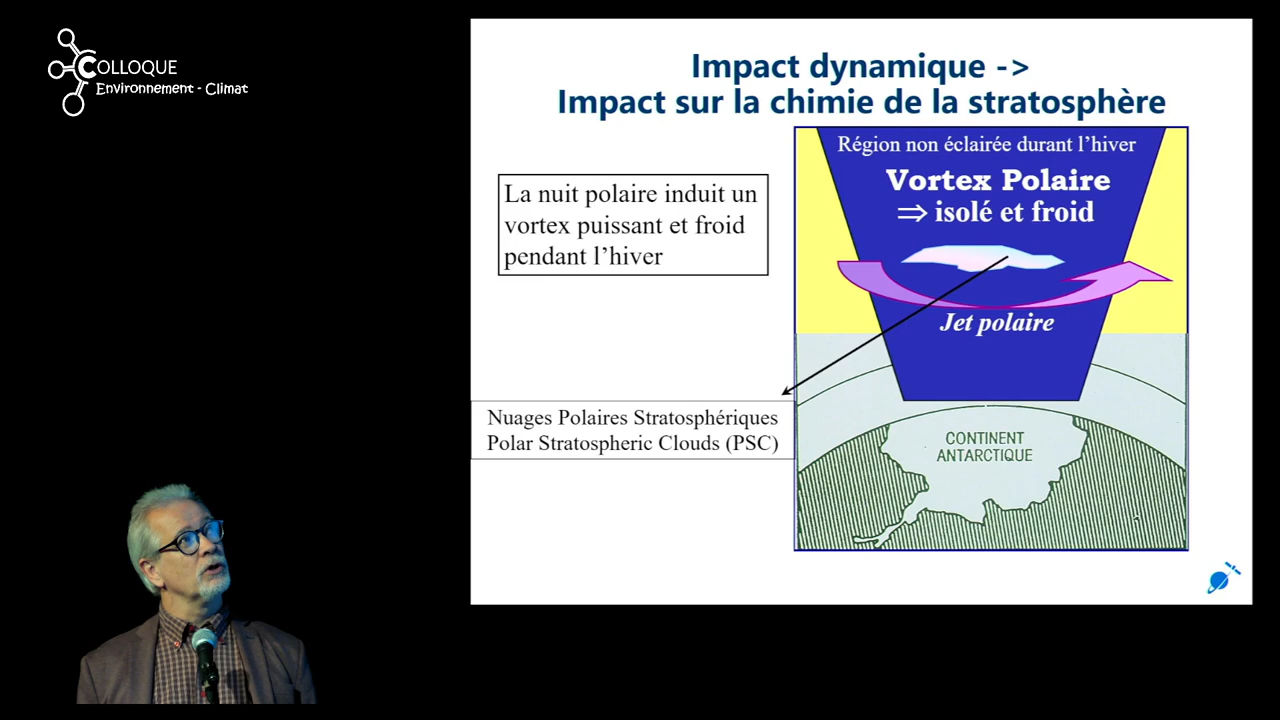 COLLOQUE
Environnement - Climat
Impact dynamique ->
Impact sur la chimie de la stratosphère
La nuit polaire induit un
vortex puissant et froid
pendant l'hiver
Région non éclairée durant l'hiver
Vortex Polaire
⇒ isolé et froid
Jet polaire
Nuages Polaires Stratosphériques
Polar Stratospheric Clouds (PSC)
CONTINENT
ANTARCTIQUE